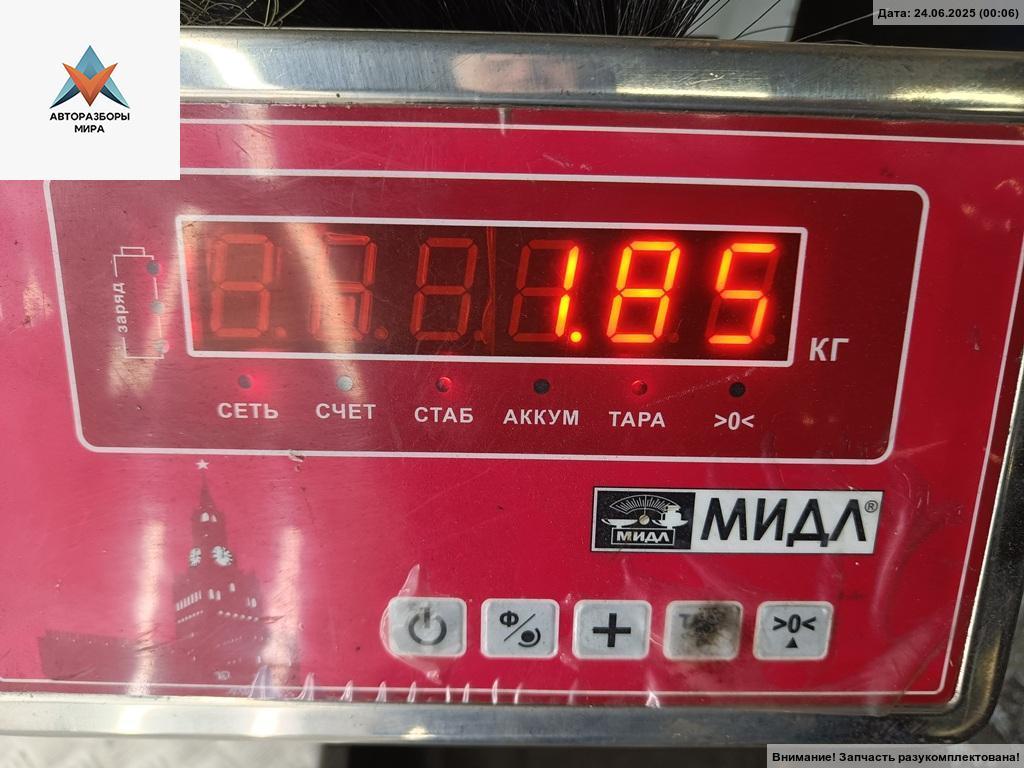 Дата: 24.06.2025 (00:06)
АВТОРАЗБОРЫ
МИРА
заряд
1.85
КГ
СЕТЬ СЧЕТ СТАБ АККУМ ТАРА >0<
МИДЛ МИДЛ®
Ф + >0<
Внимание! Запчасть разукомплектована!